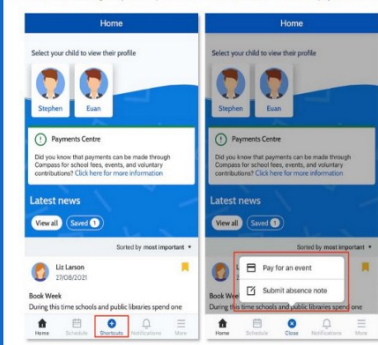 Home
Select your child to view their profile
Stephen
Euan
Payments Centre
Did you know that payments can be made through
Compass for school fees, events, and voluntary
contributions? Click here for more information
Latest news
View all
Saved 1
Sorted by most important
Liz Larson
27/08/2021
Book Week
During this time schools and public libraries spend one
Home
Schedule
Shortcuts
Notifications
More
Home
Select your child to view their profile
Stephen
Euan
Payments Centre
Did you know that payments can be made through
Compass for school fees, events, and voluntary
contributions? Click here for more information
Latest news
View all
Saved 1
Sorted by most important
Pay for an event
Submit absence note
Book
During this time schools and public libraries spend one
Home
Schedule
Close
Notifications
More